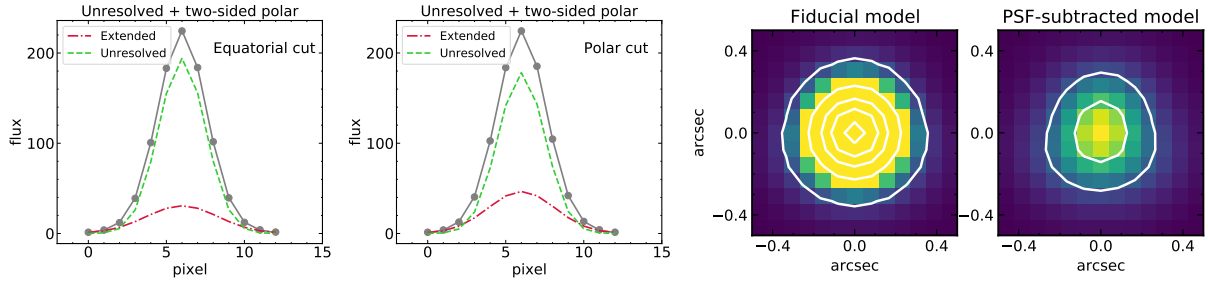 Unresolved + two-sided polar
Extended
Unresolved
Equatorial cut
flux
200
100
0
0 5 10 15
pixel
Unresolved + two-sided polar
Extended
Unresolved
Polar cut
flux
200
100
0
0 5 10 15
pixel
Fiducial model
arcsec
0.4
0.0
−0.4
−0.4 0.0 0.4
arcsec
PSF-subtracted model
0.4
0.0
−0.4
−0.4 0.0 0.4
arcsec